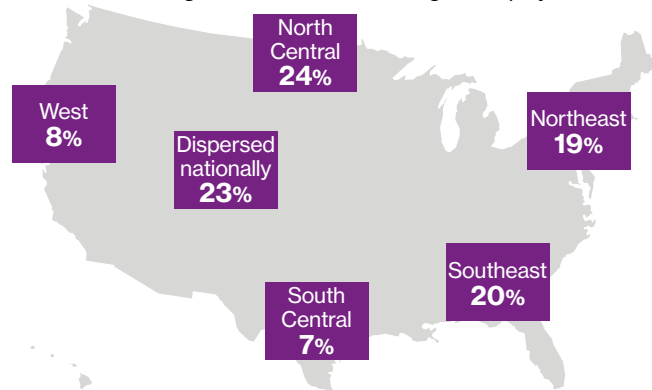 North
Central
24%
West
8%
Dispersed
nationally
23%
Northeast
19%
Southeast
20%
South
Central
7%